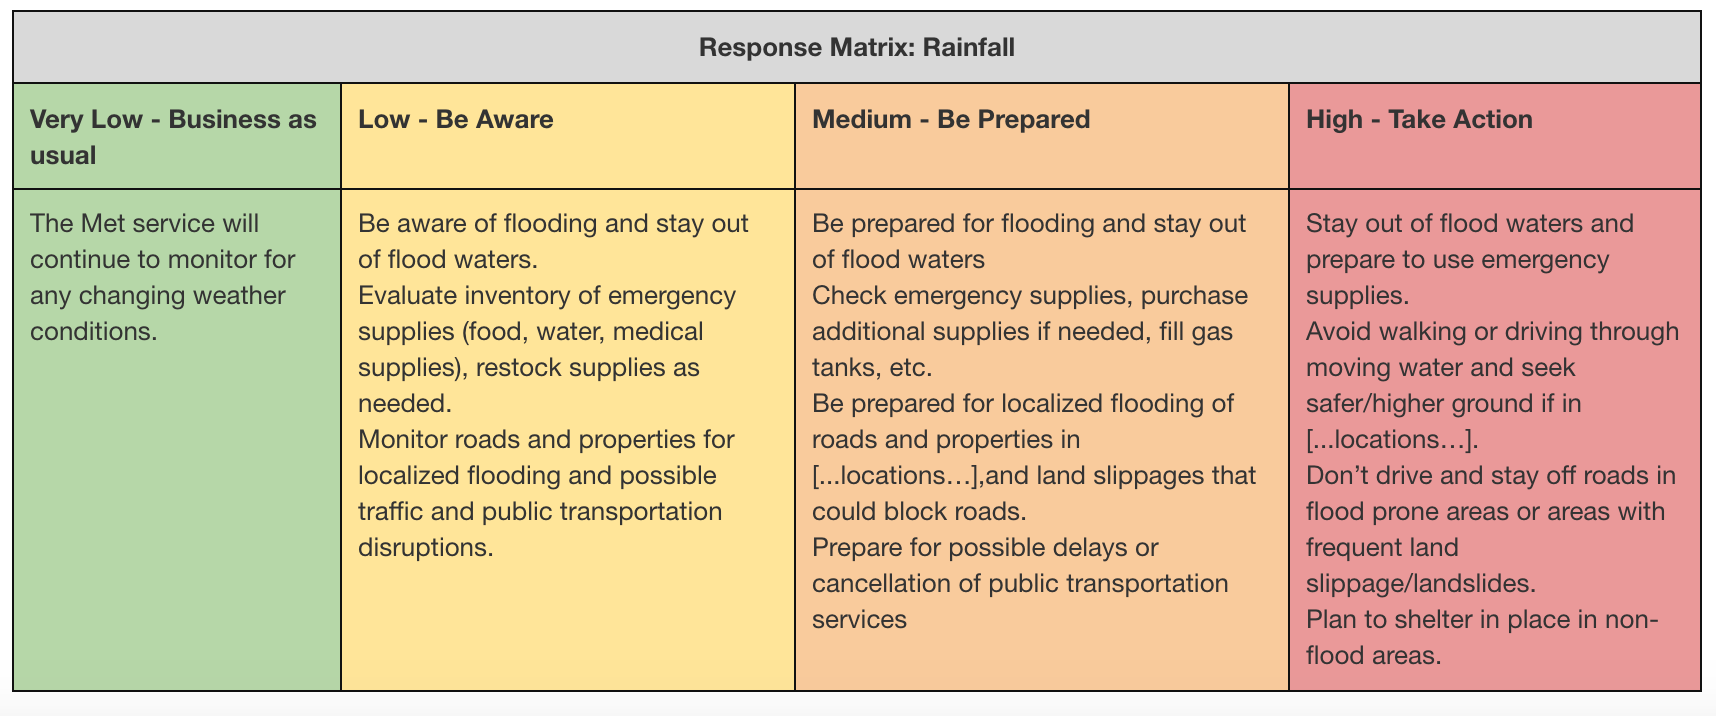 Response Matrix: Rainfall
Very Low - Business as
usual
Low - Be Aware
Medium - Be Prepared
High - Take Action
The Met service will
continue to monitor for
any changing weather
conditions.
Be aware of flooding and stay out
of flood waters.
Evaluate inventory of emergency
supplies (food, water, medical
supplies), restock supplies as
needed.
Monitor roads and properties for
localized flooding and possible
traffic and public transportation
disruptions.
Be prepared for flooding and stay out
of flood waters
Check emergency supplies, purchase
additional supplies if needed, fill gas
tanks, etc.
Be prepared for localized flooding of
roads and properties in
[...locations…],and land slippages that
could block roads.
Prepare for possible delays or
cancellation of public transportation
services
Stay out of flood waters and
prepare to use emergency
supplies.
Avoid walking or driving through
moving water and seek
safer/higher ground if in
[...locations…].
Don’t drive and stay off roads in
flood prone areas or areas with
frequent land
slippage/landslides.
Plan to shelter in place in non-
flood areas.